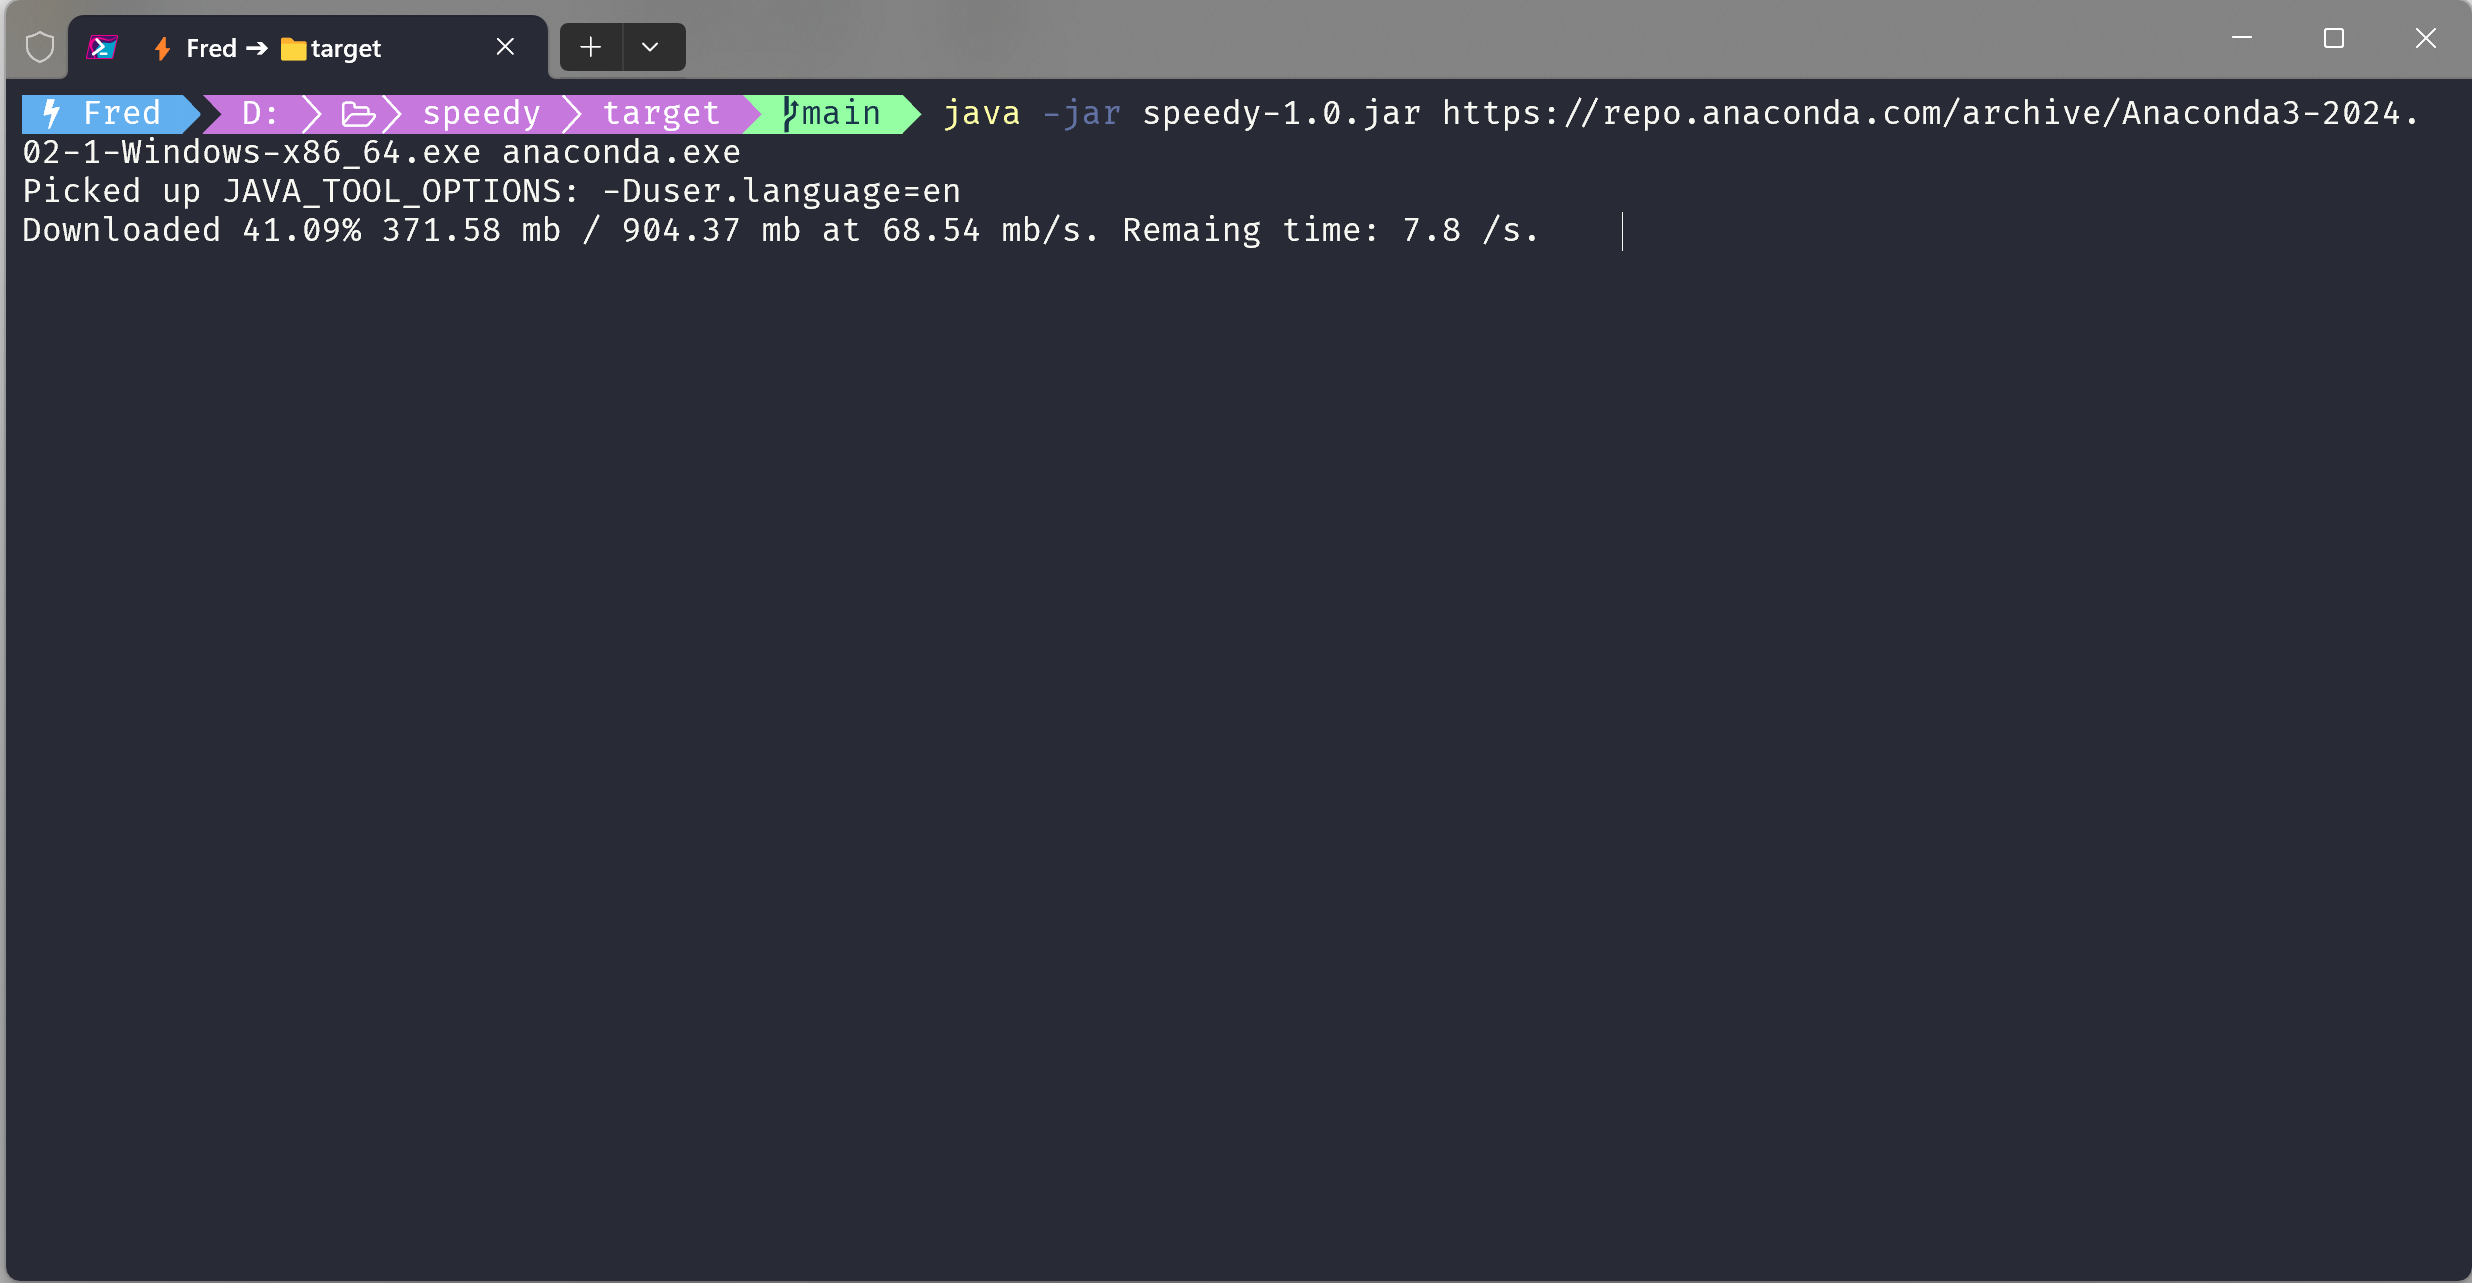 Fred → target
Fred D: speedy target main java -jar speedy-1.0.jar https://repo.anaconda.com/archive/Anaconda3-2024.
02-1-Windows-x86_64.exe anaconda.exe
Picked up JAVA_TOOL_OPTIONS: -Duser.language=en
Downloaded 41.09% 371.58 mb / 904.37 mb at 68.54 mb/s. Remaing time: 7.8 /s.